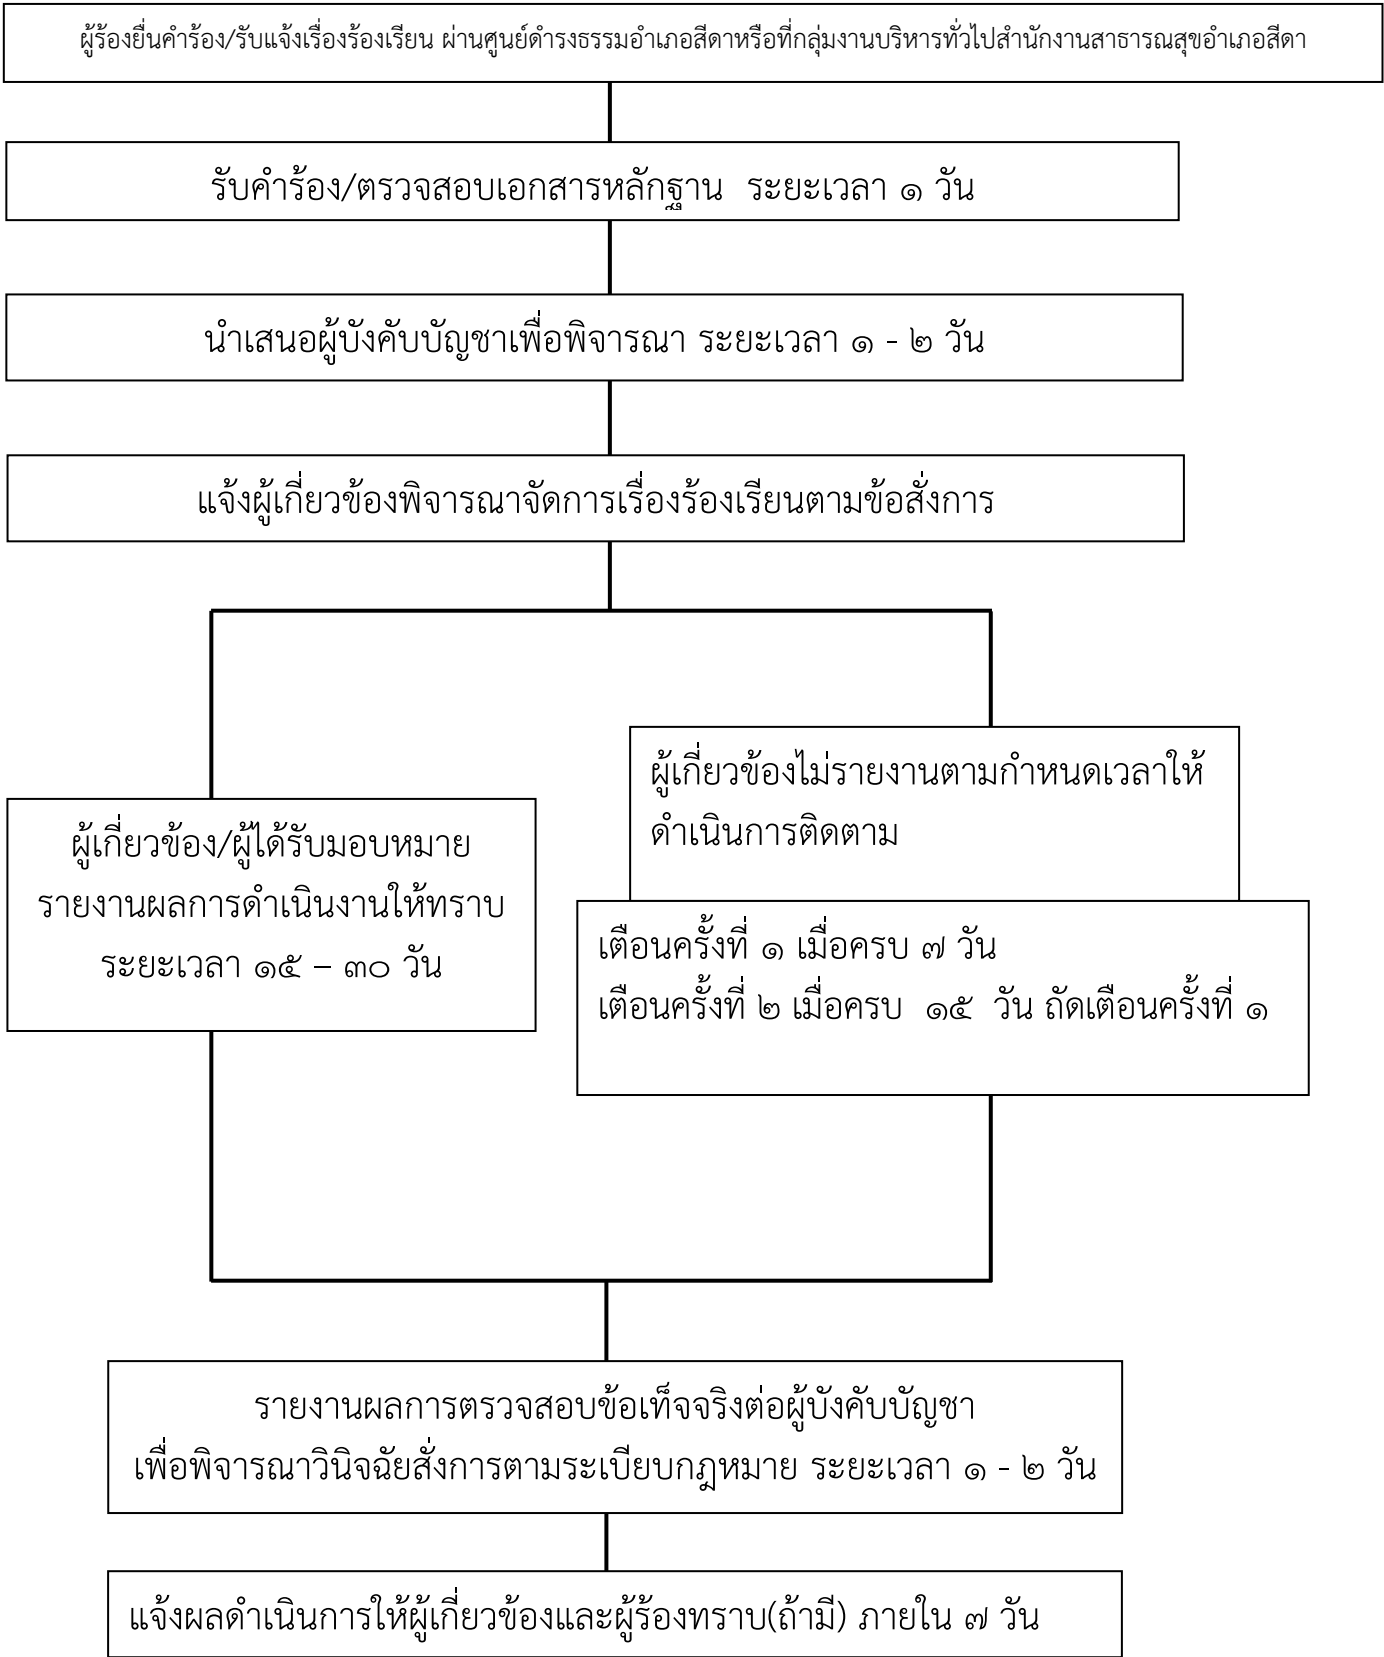 ผู้ร้องยื่นคำร้อง/รับแจ้งเรื่องร้องเรียน ผ่านศูนย์ดำรงธรรมอำเภอสีดาหรือที่กลุ่มงานบริหารทั่วไปสำนักงานสาธารณสุขอำเภอสีดา
รับคำร้อง/ตรวจสอบเอกสารหลักฐาน ระยะเวลา ๑ วัน
นำเสนอผู้บังคับบัญชาเพื่อพิจารณา ระยะเวลา ๑ - ๒ วัน
แจ้งผู้เกี่ยวข้องพิจารณาจัดการเรื่องร้องเรียนตามข้อสั่งการ
ผู้เกี่ยวข้อง/ผู้ได้รับมอบหมาย
รายงานผลการดำเนินงานให้ทราบ
ระยะเวลา ๑๕ – ๓๐ วัน
ผู้เกี่ยวข้องไม่รายงานตามกำหนดเวลาให้
ดำเนินการติดตาม
เตือนครั้งที่ ๑ เมื่อครบ ๗ วัน
เตือนครั้งที่ ๒ เมื่อครบ ๑๕ วัน ถัดเตือนครั้งที่ ๑
รายงานผลการตรวจสอบข้อเท็จจริงต่อผู้บังคับบัญชา
เพื่อพิจารณาวินิจฉัยสั่งการตามระเบียบกฎหมาย ระยะเวลา ๑ - ๒ วัน
แจ้งผลดำเนินการให้ผู้เกี่ยวข้องและผู้ร้องทราบ(ถ้ามี) ภายใน ๗ วัน